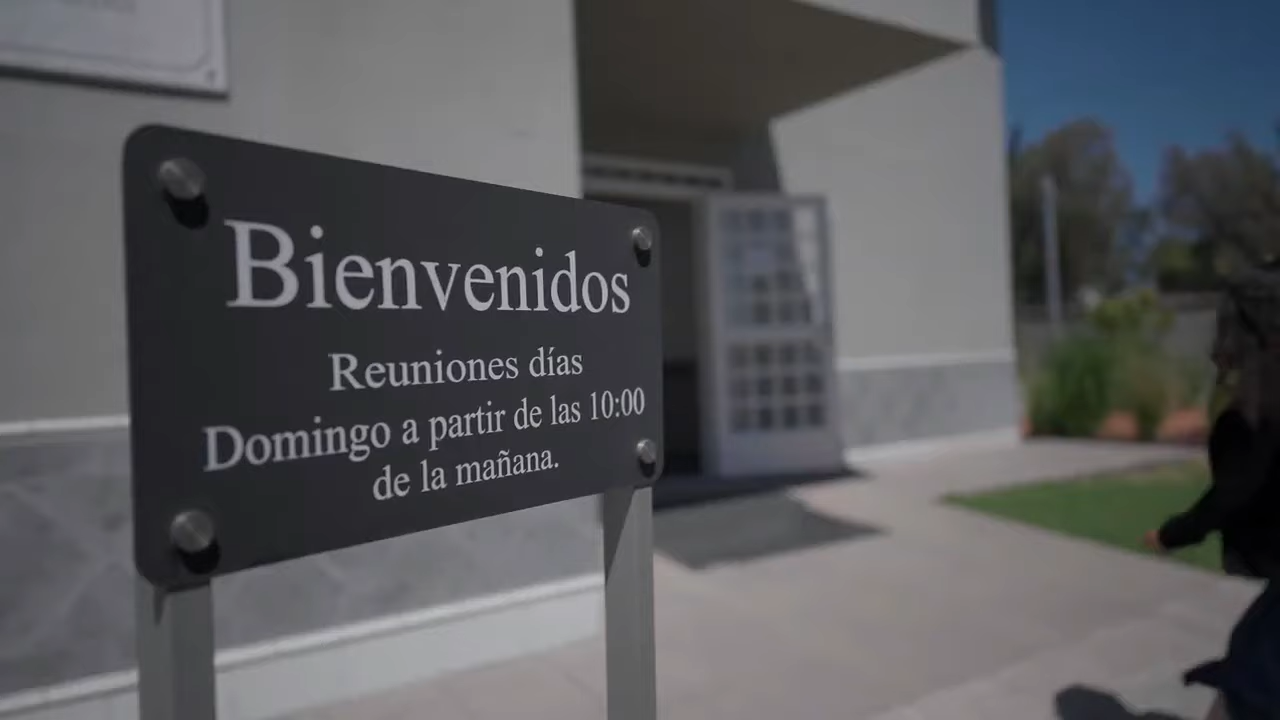 Bienvenidos
Reuniones días
Domingo a partir de las 10:00
de la mañana.